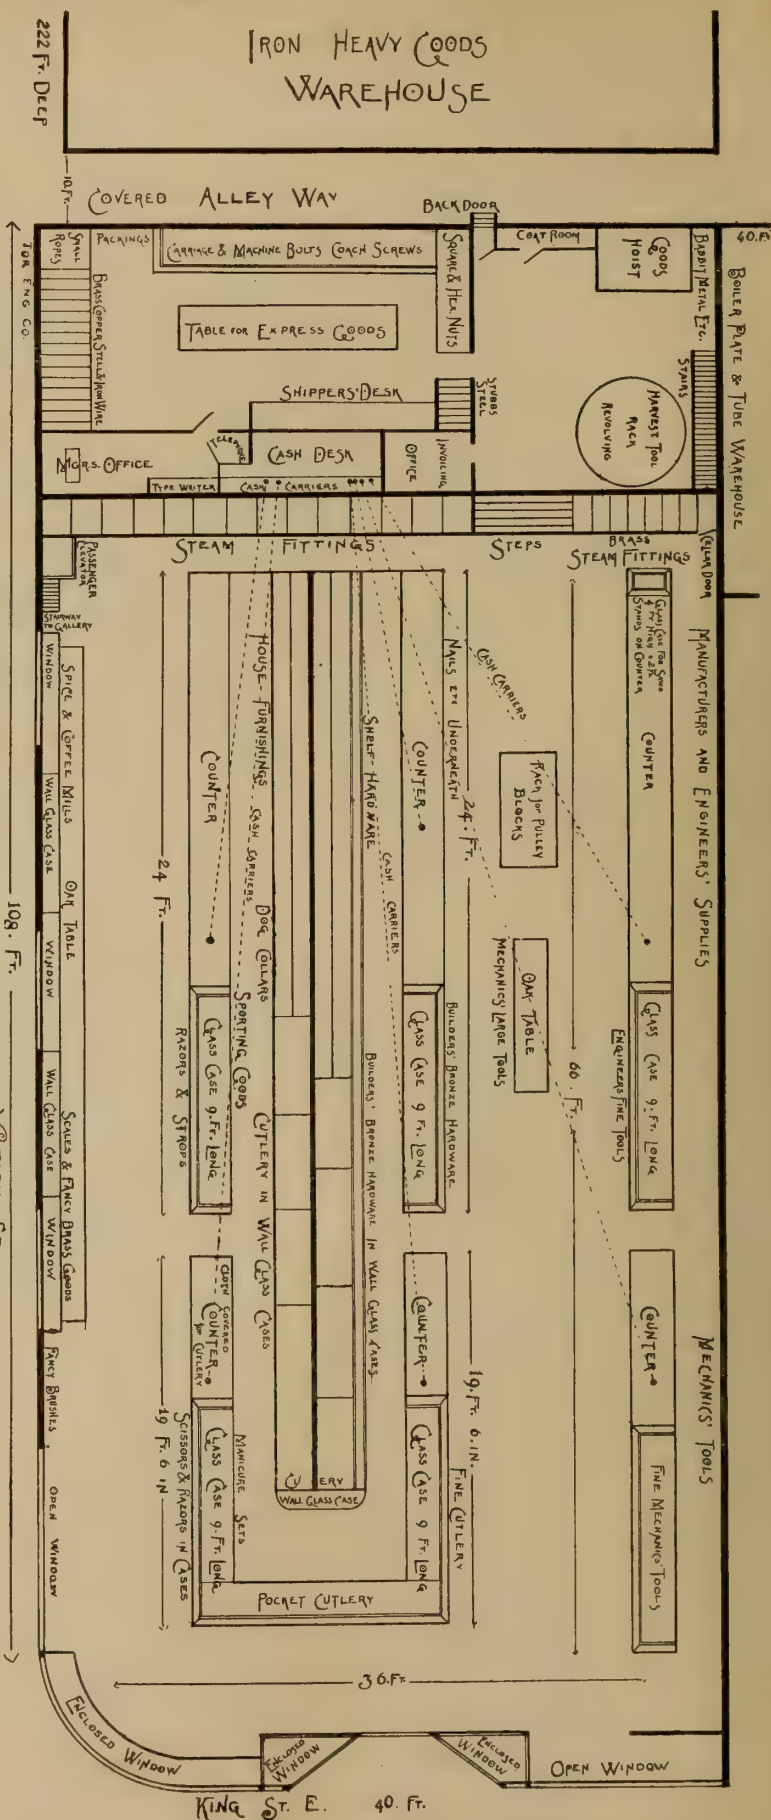 IRON HEAVY GOODS
WAREHOUSE
222 FT. DEEP
10. FT.
COVERED ALLEY WAY
BACK DOOR
SMALL
ROPES
PACKINGS
CARRIAGE & MACHINE BOLTS COACH SCREWS
SQUARE & HEX. NUTS
COAT ROOM
GOODS
HOIST
BABBIT METAL ETC.
40. FT.
BOILER PLATE & TUBE WAREHOUSE
TOR ENG CO.
BRASS COPPER STEEL & IRON WIRE
TABLE FOR EXPRESS GOODS
SHIPPERS' DESK
STUBBS
STEEL
STAIRS
HARVEST TOOL
RACK
REVOLVING
MGRS. OFFICE
TELEPHONE
CASH DESK
INVOICING
OFFICE
TYPE WRITER
CASH CARRIERS
STEAM FITTINGS
STEPS
BRASS
STEAM FITTINGS
CELLAR DOOR
PASSENGER
ELEVATOR
STAIRWAY
TO GALLERY
WINDOW
SPICE & COFFEE MILLS
OAK TABLE
WALL GLASS CASE
WINDOW
WALL GLASS CASE
SCALES & FANCY BRASS GOODS
WINDOW
FANCY BRUSHES
OPEN WINDOW
108. FT.
24 FT.
COUNTER
HOUSE-FURNISHINGS
CASH CARRIERS
DOG COLLARS
SPORTING GOODS
GLASS CASE 9. FT. LONG
RAZORS & STROPS
CUTLERY IN WALL GLASS CASES
SHELF-HARDWARE
CASH CARRIERS
BUILDERS' BRONZE HARDWARE IN WALL GLASS CASES
COUNTER
NAILS ETC UNDERNEATH
24. FT.
GLASS CASE 9. FT. LONG
BUILDERS' BRONZE HARDWARE
CASH CARRIERS
RACK for PULLEY
BLOCKS
OAK TABLE
MECHANICS' LARGE TOOLS
66. FT.
STANDS ON COUNTER
COUNTER
GLASS CASE 9. FT. LONG
ENGINEERS FINE TOOLS
MANUFACTURERS AND ENGINEERS' SUPPLIES
CLOTH COVERED
COUNTER
for CUTLERY
19 FT. 6 IN
MANICURE SETS
GLASS CASE 9. FT. LONG
SCISSORS & RAZORS IN CASES
WALL GLASS CASE
COUNTER
19. FT. 6. IN.
GLASS CASE 9 FT. LONG
FINE CUTLERY
POCKET CUTLERY
COUNTER
FINE MECHANICS' TOOLS
MECHANICS' TOOLS
36. FT.
ENCLOSED WINDOW
ENCLOSED
WINDOW
ENCLOSED
WINDOW
OPEN WINDOW
KING ST. E. 40. FT.